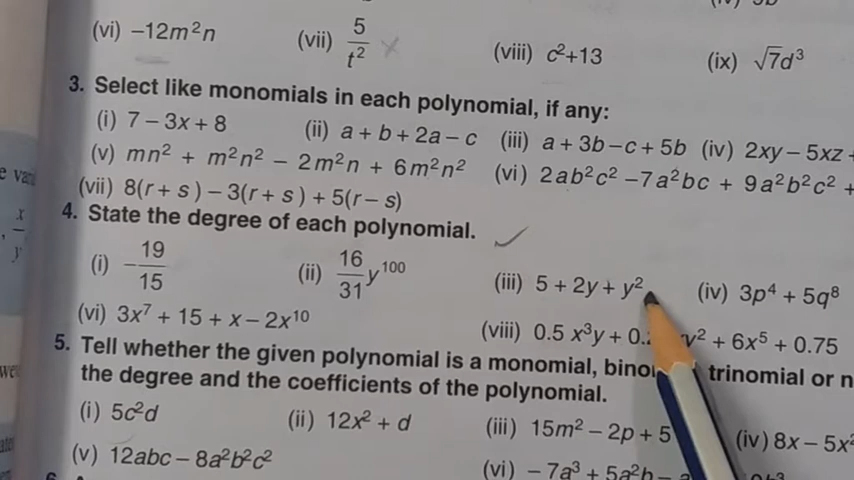 (vi) −12m²n (vii) 5/t² (viii) c²+13 (ix) √7d³
3. Select like monomials in each polynomial, if any:
(i) 7 − 3x + 8 (ii) a + b + 2a − c (iii) a + 3b − c + 5b (iv) 2xy − 5xz
(v) mn² + m²n² − 2m²n + 6m²n² (vi) 2ab²c² −7a²bc + 9a²b²c² +
(vii) 8(r + s) − 3(r + s) + 5(r − s)
4. State the degree of each polynomial.
(i) −19/15 (ii) 16/31 y¹⁰⁰ (iii) 5 + 2y + y² (iv) 3p⁴ + 5q⁸
(vi) 3x⁷ + 15 + x − 2x¹⁰ (viii) 0.5 x³y + y² + 6x⁵ + 0.75
5. Tell whether the given polynomial is a monomial, trinomial or
the degree and the coefficients of the polynomial.
(i) 5c²d (ii) 12x² + d (iii) 15m² − 2p + 5 (iv) 8x − 5x²
(v) 12abc − 8a²b²c² (vi) − 7a³ + 5a²b −